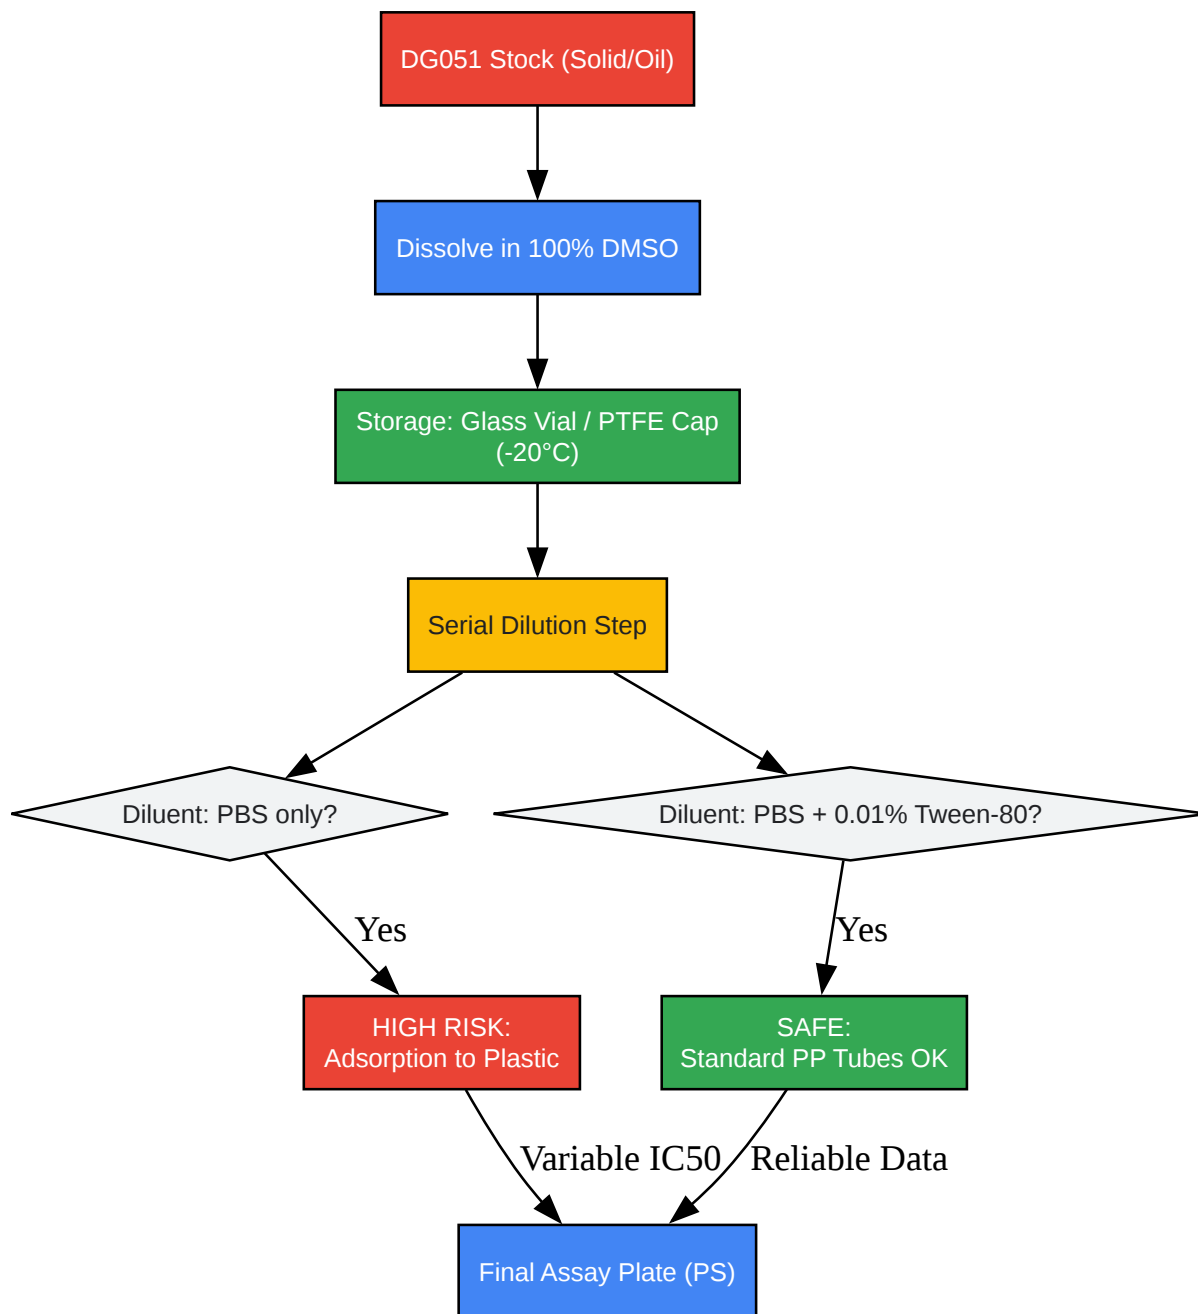 DG051 Stock (Solid/Oil)
Dissolve in 100% DMSO
Storage: Glass Vial / PTFE Cap
(-20°C)
Serial Dilution Step
Diluent: PBS only?
Diluent: PBS + 0.01% Tween-80?
Yes
Yes
HIGH RISK:
Adsorption to Plastic
SAFE:
Standard PP Tubes OK
Variable IC50
Reliable Data
Final Assay Plate (PS)